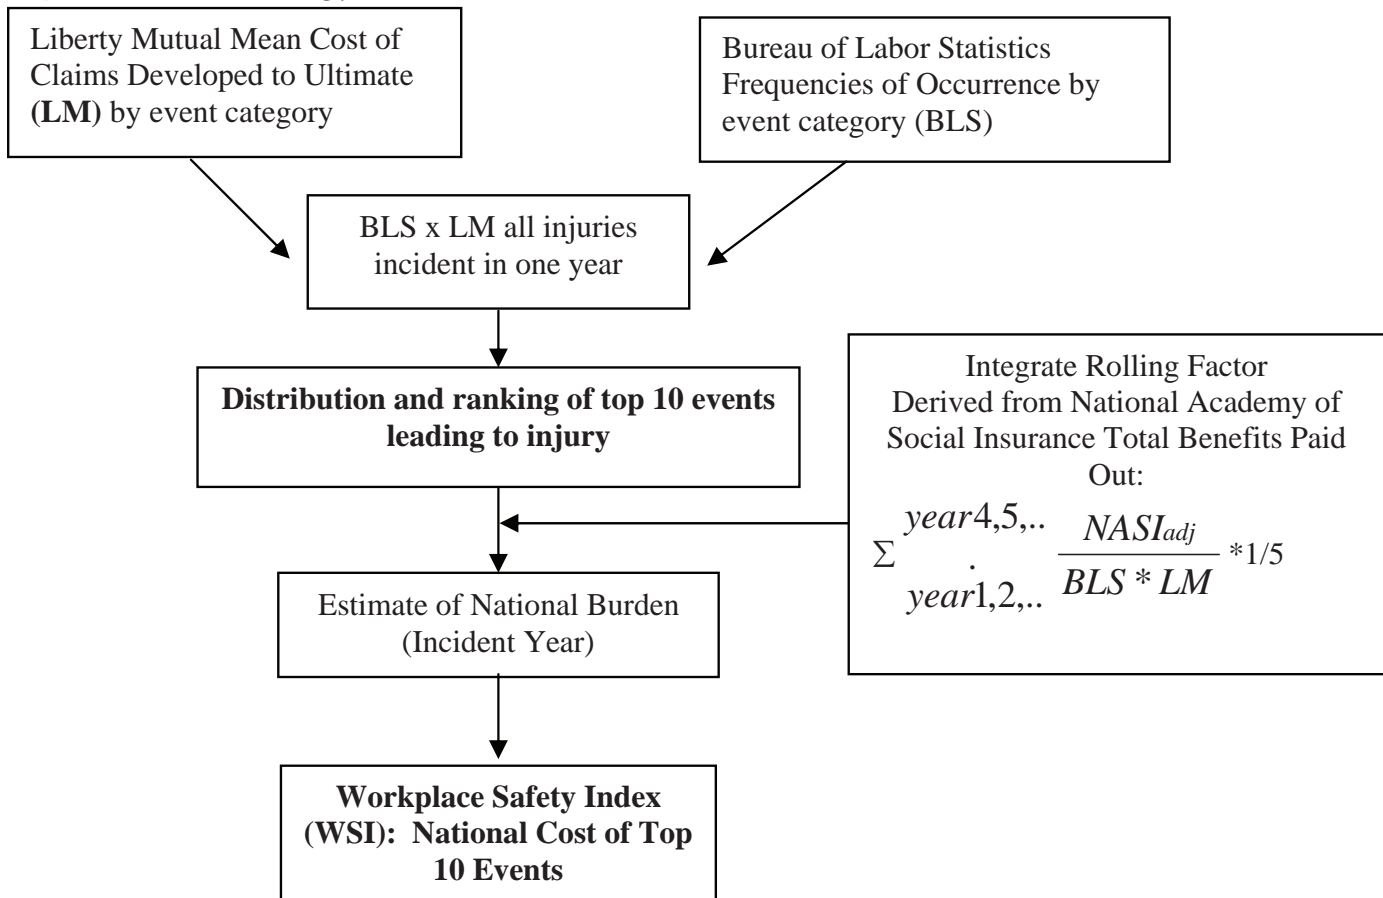 Liberty Mutual Mean Cost of
Claims Developed to Ultimate
(LM) by event category
Bureau of Labor Statistics
Frequencies of Occurrence by
event category (BLS)
BLS x LM all injuries
incident in one year
Distribution and ranking of top 10 events
leading to injury
Integrate Rolling Factor
Derived from National Academy of
Social Insurance Total Benefits Paid
Out:
∑ year4,5,.. . year1,2,.. NASIadj / BLS * LM *1/5
Estimate of National Burden
(Incident Year)
Workplace Safety Index
(WSI):  National Cost of Top
10 Events